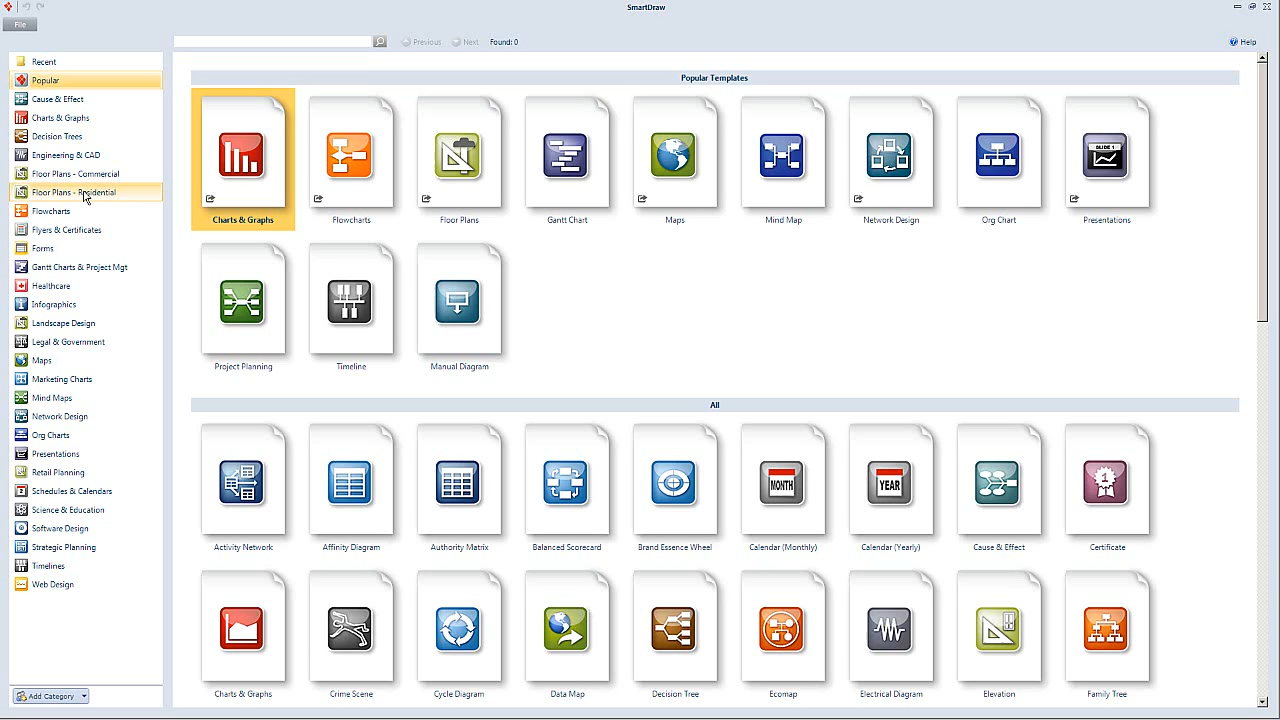 SmartDraw
File
Previous Next Found: 0 Help
Recent
Popular
Cause & Effect
Charts & Graphs
Decision Trees
Engineering & CAD
Floor Plans - Commercial
Floor Plans - Residential
Flowcharts
Flyers & Certificates
Forms
Gantt Charts & Project Mgt
Healthcare
Infographics
Landscape Design
Legal & Government
Maps
Marketing Charts
Mind Maps
Network Design
Org Charts
Presentations
Retail Planning
Schedules & Calendars
Science & Education
Software Design
Strategic Planning
Timelines
Web Design
Add Category
Popular Templates
SLIDE 1
Charts & Graphs Flowcharts Floor Plans Gantt Chart Maps Mind Map Network Design Org Chart Presentations
Project Planning Timeline Manual Diagram
All
MONTH YEAR 1
Activity Network Affinity Diagram Authority Matrix Balanced Scorecard Brand Essence Wheel Calendar (Monthly) Calendar (Yearly) Cause & Effect Certificate
Charts & Graphs Crime Scene Cycle Diagram Data Map Decision Tree Ecomap Electrical Diagram Elevation Family Tree